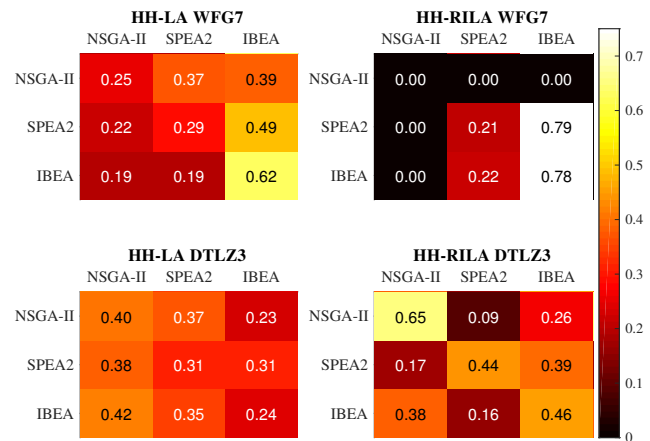 HH-LA WFG7
NSGA-II SPEA2 IBEA
NSGA-II 0.25 0.37 0.39
SPEA2 0.22 0.29 0.49
IBEA 0.19 0.19 0.62
HH-RILA WFG7
NSGA-II SPEA2 IBEA
NSGA-II 0.00 0.00 0.00
SPEA2 0.00 0.21 0.79
IBEA 0.00 0.22 0.78
HH-LA DTLZ3
NSGA-II SPEA2 IBEA
NSGA-II 0.40 0.37 0.23
SPEA2 0.38 0.31 0.31
IBEA 0.42 0.35 0.24
HH-RILA DTLZ3
NSGA-II SPEA2 IBEA
NSGA-II 0.65 0.09 0.26
SPEA2 0.17 0.44 0.39
IBEA 0.38 0.16 0.46
0.7
0.6
0.5
0.4
0.3
0.2
0.1
0